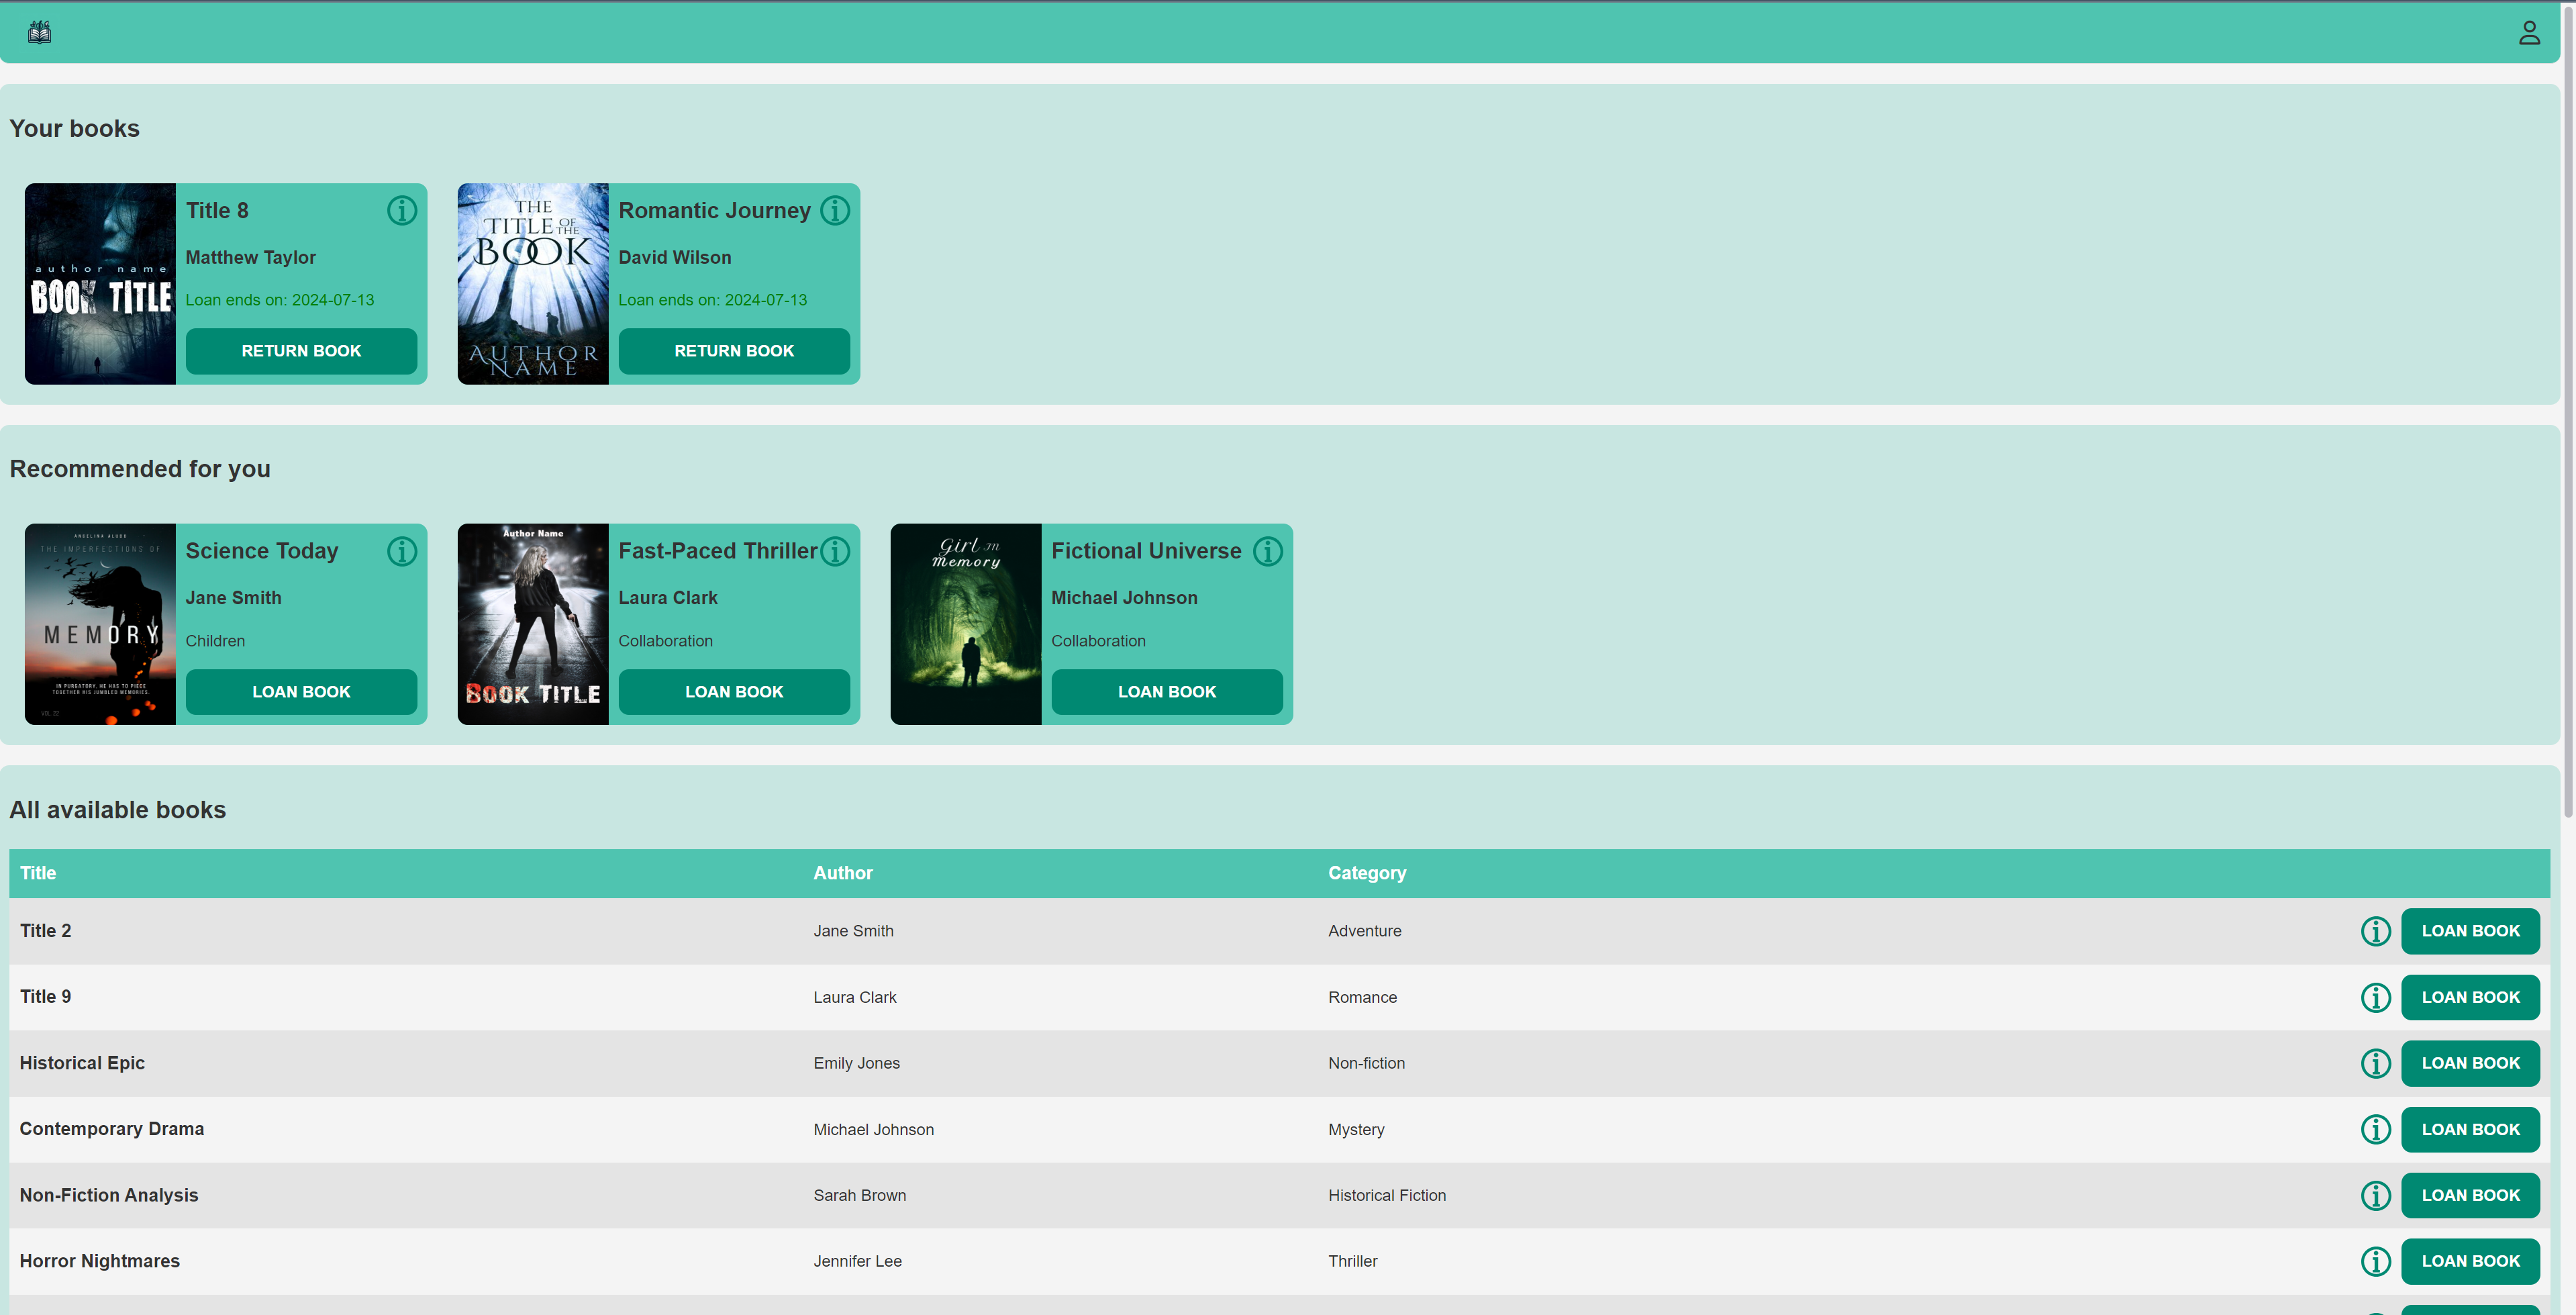 Your books
author name
BOOK TITLE
Title 8
Matthew Taylor
Loan ends on: 2024-07-13
RETURN BOOK
THE
TITLE OF THE
BOOK
AUTHOR
NAME
Romantic Journey
David Wilson
Loan ends on: 2024-07-13
RETURN BOOK
Recommended for you
ANGELINA ALUDO
THE IMPERFECTIONS OF
MEMORY
IN PURGATORY, HE HAS TO PIECE
TOGETHER HIS JUMBLED MEMORIES.
VOL 22
Science Today
Jane Smith
Children
LOAN BOOK
Author Name
BOOK TITLE
Fast-Paced Thriller
Laura Clark
Collaboration
LOAN BOOK
Girl in
Memory
Fictional Universe
Michael Johnson
Collaboration
LOAN BOOK
All available books
Title Author Category
Title 2 Jane Smith Adventure LOAN BOOK
Title 9 Laura Clark Romance LOAN BOOK
Historical Epic Emily Jones Non-fiction LOAN BOOK
Contemporary Drama Michael Johnson Mystery LOAN BOOK
Non-Fiction Analysis Sarah Brown Historical Fiction LOAN BOOK
Horror Nightmares Jennifer Lee Thriller LOAN BOOK